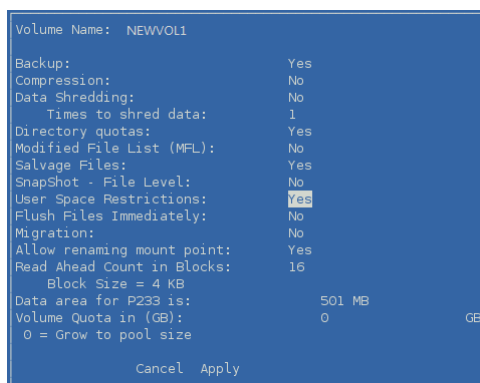 Volume Name: NEWVOL1
Backup: Yes
Compression: No
Data Shredding: No
Times to shred data: 1
Directory quotas: Yes
Modified File List (MFL): No
Salvage Files: Yes
SnapShot - File Level: No
User Space Restrictions: Yes
Flush Files Immediately: No
Migration: No
Allow renaming mount point: Yes
Read Ahead Count in Blocks: 16
Block Size = 4 KB
Data area for P233 is: 501 MB
Volume Quota in (GB): 0 GB
0 = Grow to pool size
Cancel Apply